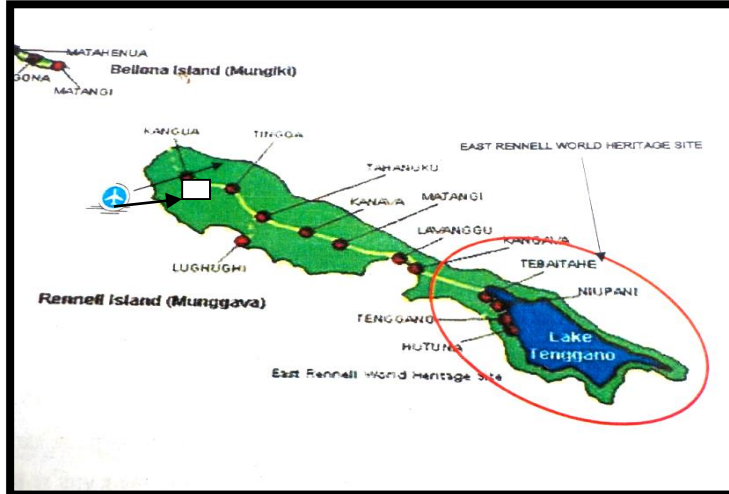 MATAHENUA
GONA
Bellona Island (Mungiki)
MATANGI
KANGUA
TINGOA
EAST RENNELL WORLD HERITAGE SITE
TAHANUKU
KANAVA
MATANGI
LAVANGGU
KANGAVA
LUGHUGHI
TEBAITAHE
NIUPANI
Rennell Island (Munggava)
TENGGANO
HUTUNA
Lake
Tenggano
East Rennell World Heritage Site